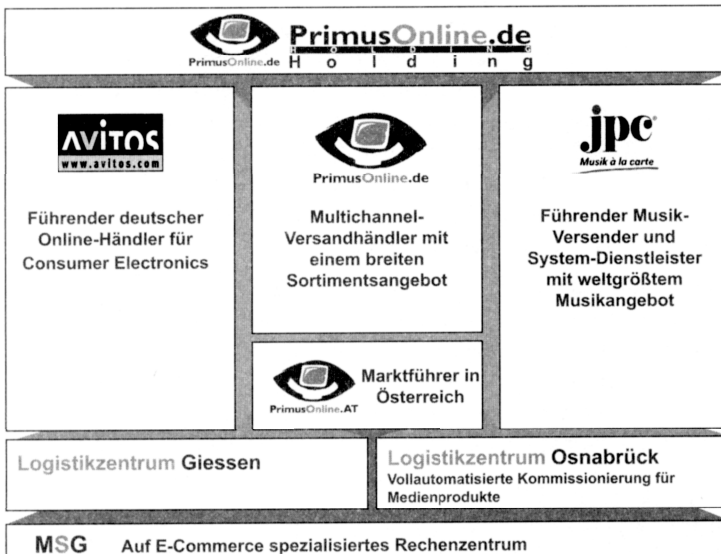 PrimusOnline.de
PrimusOnline.de
HOLDING
Holding
AVITOS
www.avitos.com
Führender deutscher
Online-Händler für
Consumer Electronics
PrimusOnline.de
Multichannel-
Versandhändler mit
einem breiten
Sortimentsangebot
jpc®
Musik à la carte
Führender Musik-
Versender und
System-Dienstleister
mit weltgrößtem
Musikangebot
PrimusOnline.AT
Marktführer in
Österreich
Logistikzentrum Giessen
Logistikzentrum Osnabrück
Vollautomatisierte Kommissionierung für
Medienprodukte
MSG Auf E-Commerce spezialisiertes Rechenzentrum